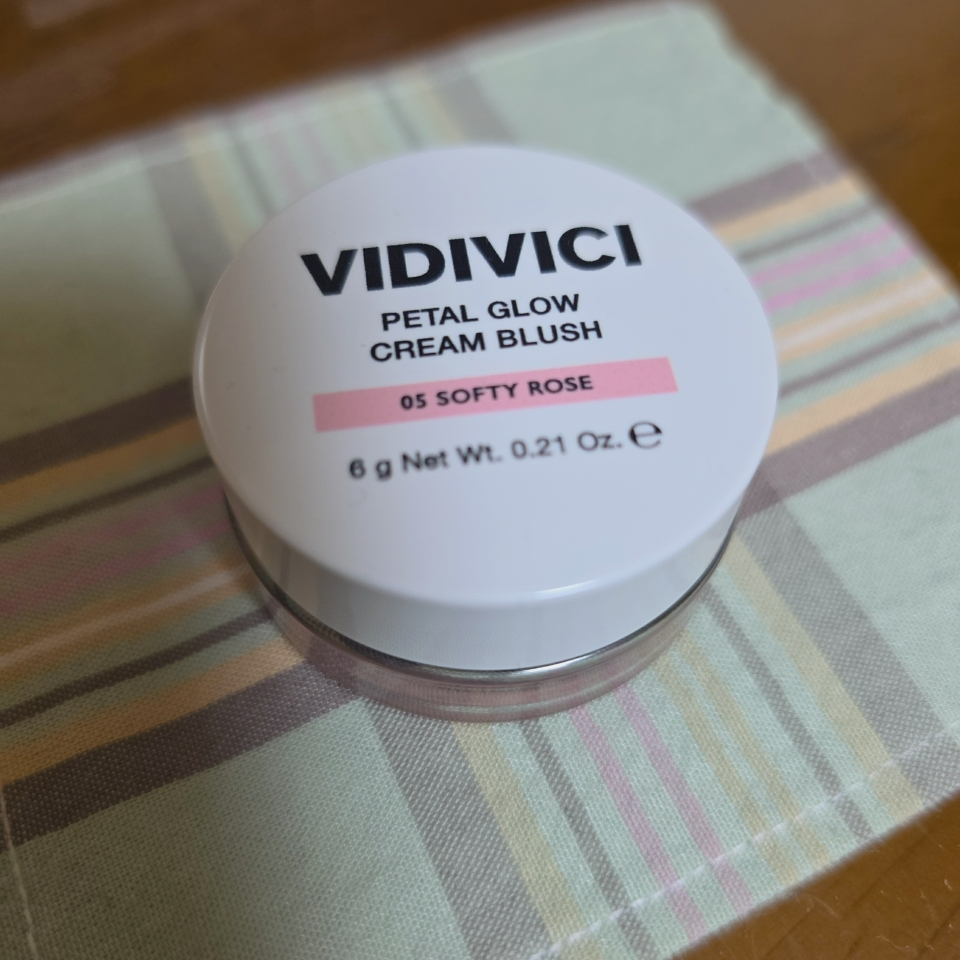 VIDIVICI
PETAL GLOW
CREAM BLUSH
05 SOFTY ROSE
6 g Net Wt. 0.21 Oz. ℮